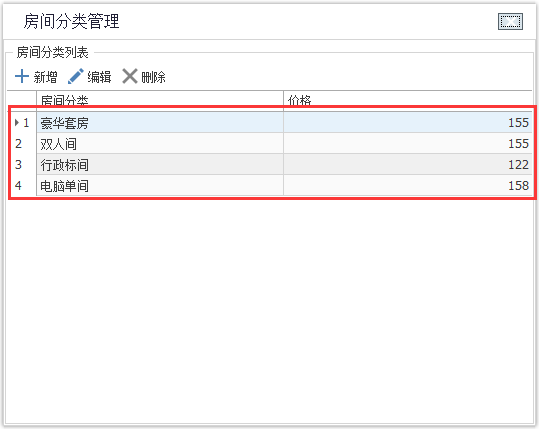 房间分类管理
房间分类列表
新增 编辑 删除
房间分类 价格
1 豪华套房 155
2 双人间 155
3 行政标间 122
4 电脑单间 158